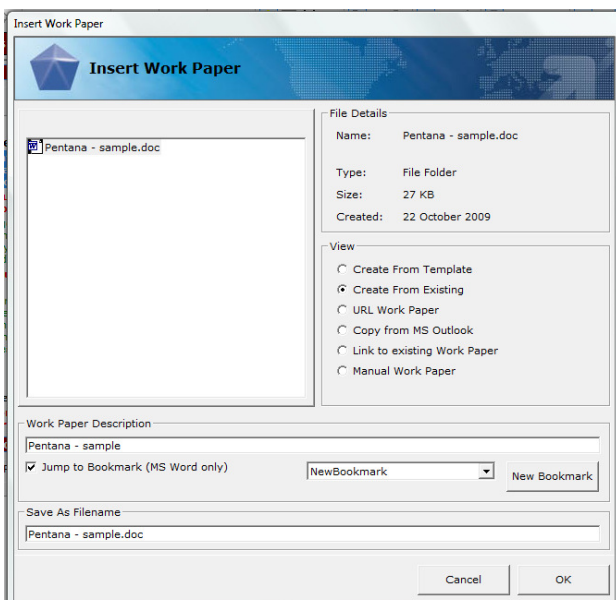 Insert Work Paper
Insert Work Paper
Pentana - sample.doc
File Details
Name: Pentana - sample.doc
Type: File Folder
Size: 27 KB
Created: 22 October 2009
View
Create From Template
Create From Existing
URL Work Paper
Copy from MS Outlook
Link to existing Work Paper
Manual Work Paper
Work Paper Description
Pentana - sample
Jump to Bookmark (MS Word only)
NewBookmark
New Bookmark
Save As Filename
Pentana - sample.doc
Cancel
OK